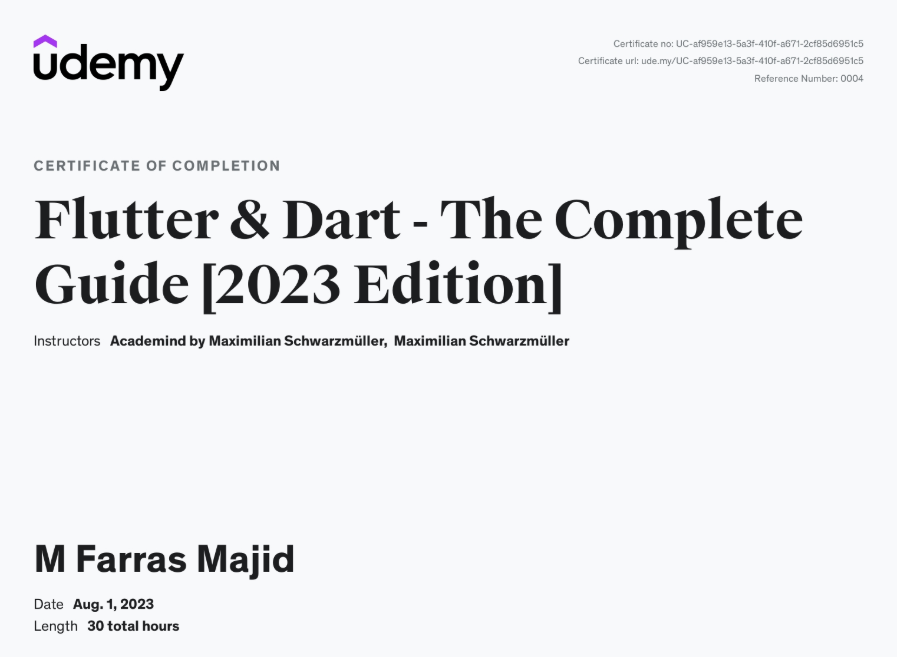 udemy
Certificate no: UC-af959e13-5a3f-410f-a671-2cf85d6951c5
Certificate url: ude.my/UC-af959e13-5a3f-410f-a671-2cf85d6951c5
Reference Number: 0004
CERTIFICATE OF COMPLETION
Flutter & Dart - The Complete
Guide [2023 Edition]
Instructors Academind by Maximilian Schwarzmüller, Maximilian Schwarzmüller
M Farras Majid
Date Aug. 1, 2023
Length 30 total hours